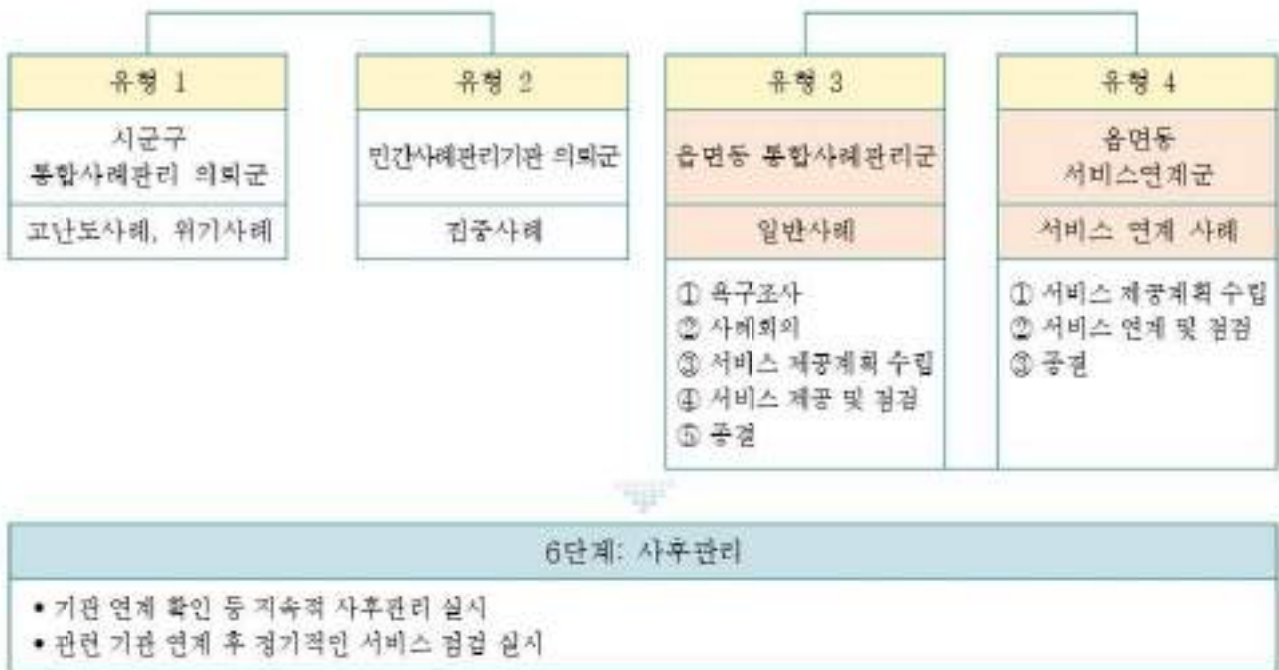 유형 1
시군구
통합사례관리 의뢰군
고난도사례, 위기사례
유형 2
민간사례관리기관 의뢰군
집중사례
유형 3
읍면동 통합사례관리군
일반사례
① 욕구조사
② 사례회의
③ 서비스 제공계획 수립
④ 서비스 제공 및 점검
⑤ 종결
유형 4
읍면동
서비스연계군
서비스 연계 사례
① 서비스 제공계획 수립
② 서비스 연계 및 점검
③ 종결
6단계: 사후관리
• 기관 연계 확인 등 지속적 사후관리 실시
• 관련 기관 연계 후 정기적인 서비스 점검 실시